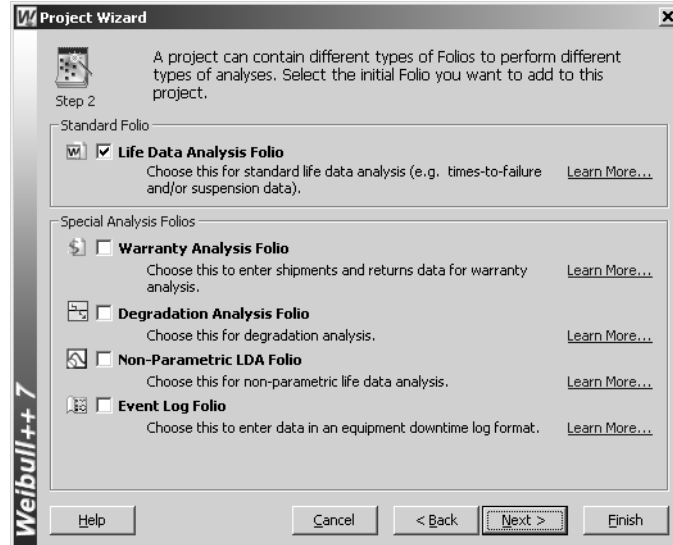 Project Wizard
A project can contain different types of Folios to perform different
types of analyses. Select the initial Folio you want to add to this
project.
Step 2
Standard Folio
Life Data Analysis Folio
Choose this for standard life data analysis (e.g. times-to-failure
and/or suspension data).
Learn More...
Special Analysis Folios
Warranty Analysis Folio
Choose this to enter shipments and returns data for warranty
analysis.
Learn More...
Degradation Analysis Folio
Choose this for degradation analysis.
Learn More...
Non-Parametric LDA Folio
Choose this for non-parametric life data analysis.
Learn More...
Event Log Folio
Choose this to enter data in an equipment downtime log format.
Learn More...
Weibull++ 7
Help
Cancel
< Back
Next >
Finish